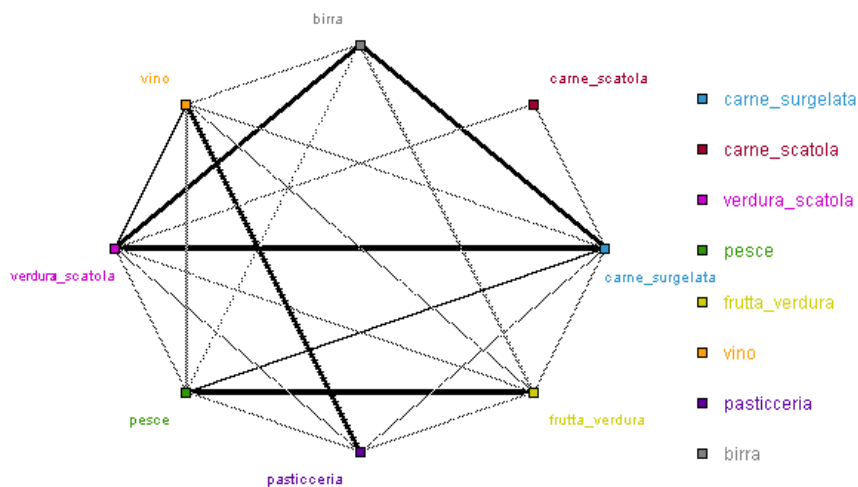 birra
vino
carne_scatola
verdura_scatola
carne_surgelata
pesce
frutta_verdura
pasticceria
carne_surgelata
carne_scatola
verdura_scatola
pesce
frutta_verdura
vino
pasticceria
birra